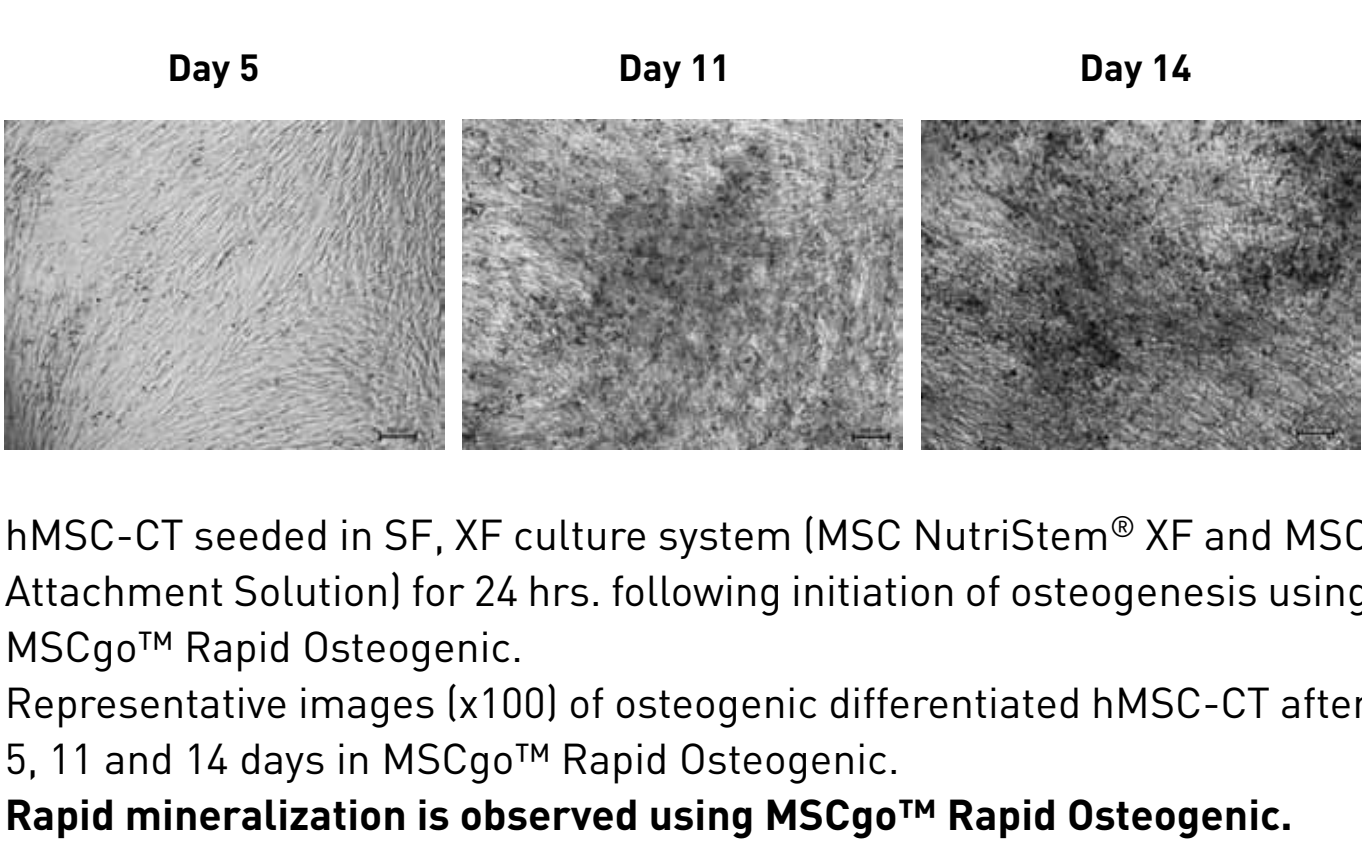 Day 5
Day 11
Day 14
hMSC-CT seeded in SF, XF culture system (MSC NutriStem® XF and MSC
Attachment Solution) for 24 hrs. following initiation of osteogenesis using
MSCgo™ Rapid Osteogenic.
Representative images (x100) of osteogenic differentiated hMSC-CT after
5, 11 and 14 days in MSCgo™ Rapid Osteogenic.
Rapid mineralization is observed using MSCgo™ Rapid Osteogenic.